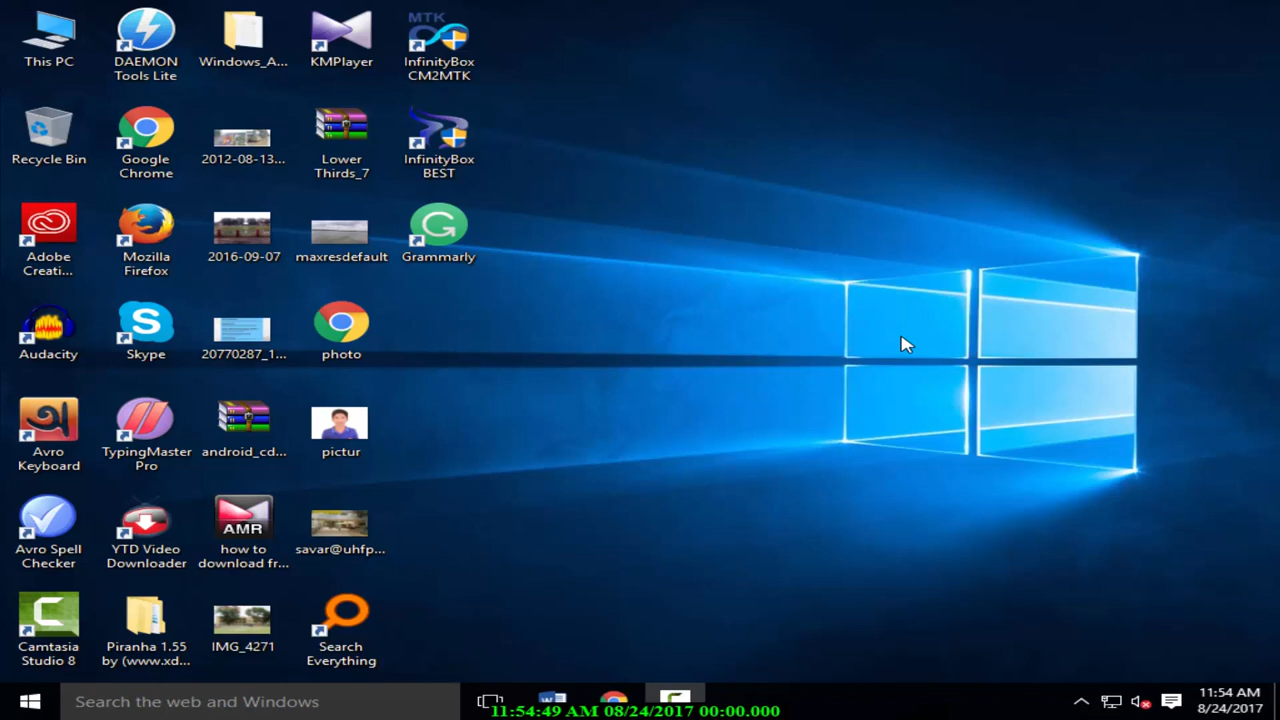 This PC
DAEMON
Tools Lite
Windows_A...
KMPlayer
MTK
InfinityBox
CM2MTK
Recycle Bin
Google
Chrome
2012-08-13...
Lower
Thirds_7
InfinityBox
BEST
Adobe
Creati...
Mozilla
Firefox
2016-09-07
maxresdefault
Grammarly
Audacity
Skype
20770287_1...
photo
অ
Avro
Keyboard
TypingMaster
Pro
android_cd...
pictur
Avro Spell
Checker
YTD Video
Downloader
AMR
how to
download fr...
savar@uhfp...
Camtasia
Studio 8
Piranha 1.55
by (www.xd...
IMG_4271
Search
Everything
Search the web and Windows
11:54:49 AM 08/24/2017 00:00.000
11:54 AM
8/24/2017